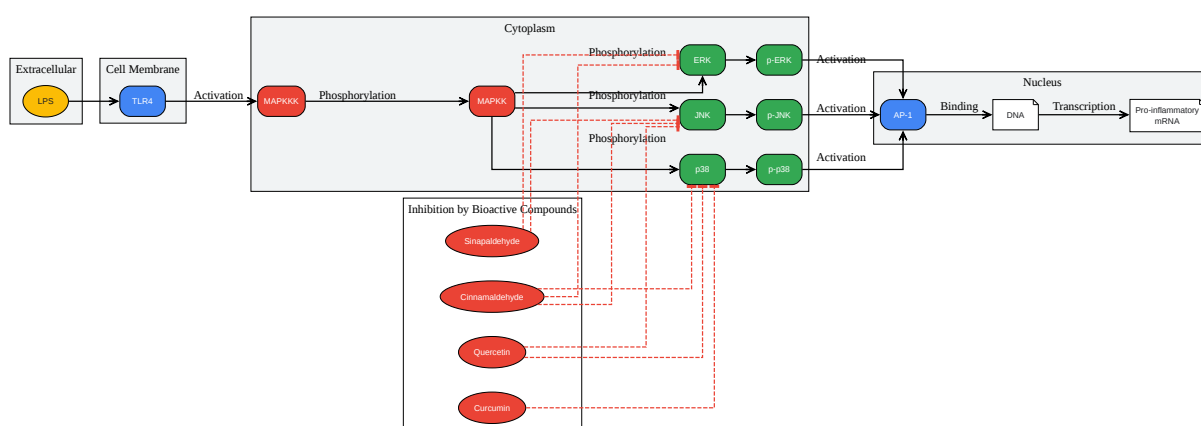 Cytoplasm
Extracellular
Cell Membrane
Nucleus
LPS
TLR4
Activation
MAPKKK
Phosphorylation
MAPKK
Phosphorylation
ERK
p-ERK
Activation
Phosphorylation
JNK
p-JNK
Activation
Phosphorylation
p38
p-p38
Activation
AP-1
Binding
DNA
Transcription
Pro-inflammatory
mRNA
Inhibition by Bioactive Compounds
Sinapaldehyde
Cinnamaldehyde
Quercetin
Curcumin